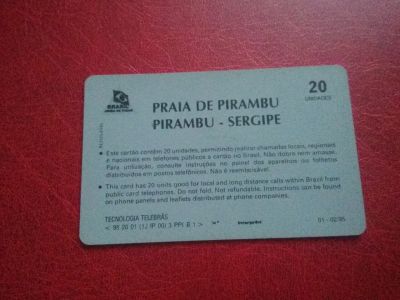 BRASIL
20
UNIDADES
PRAIA DE PIRAMBU
PIRAMBU - SERGIPE
• Este cartão contém 20 unidades, permitindo realizar chamadas locais, regionais
e nacionais em telefones públicos a cartão no Brasil. Não dobre nem amasse.
Para utilização, consulte instruções no painel dos aparelhos ou folhetos
distribuídos em postos telefônicos. Não é reembolsável.
• This card has 20 units good for local and long distance calls within Brazil from
public card telephones. Do not fold. Not refundable. Instructions can be found
on phone panels and leaflets distributed at phone companies.
TECNOLOGIA TELEBRÁS
Interprint
01 - 02/95